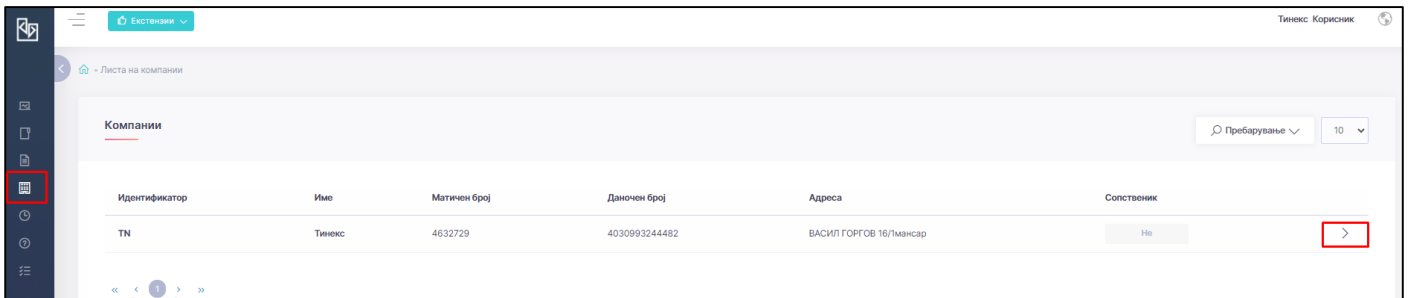 Екстензии
Тинекс Корисник
» Листа на компании
Компании
Пребарување
10
Идентификатор Име Матичен број Даночен број Адреса Сопственик
TN Тинекс 4632729 4030993244482 ВАСИЛ ГОРГОВ 16/1мансар Не
« ‹ 1 › »